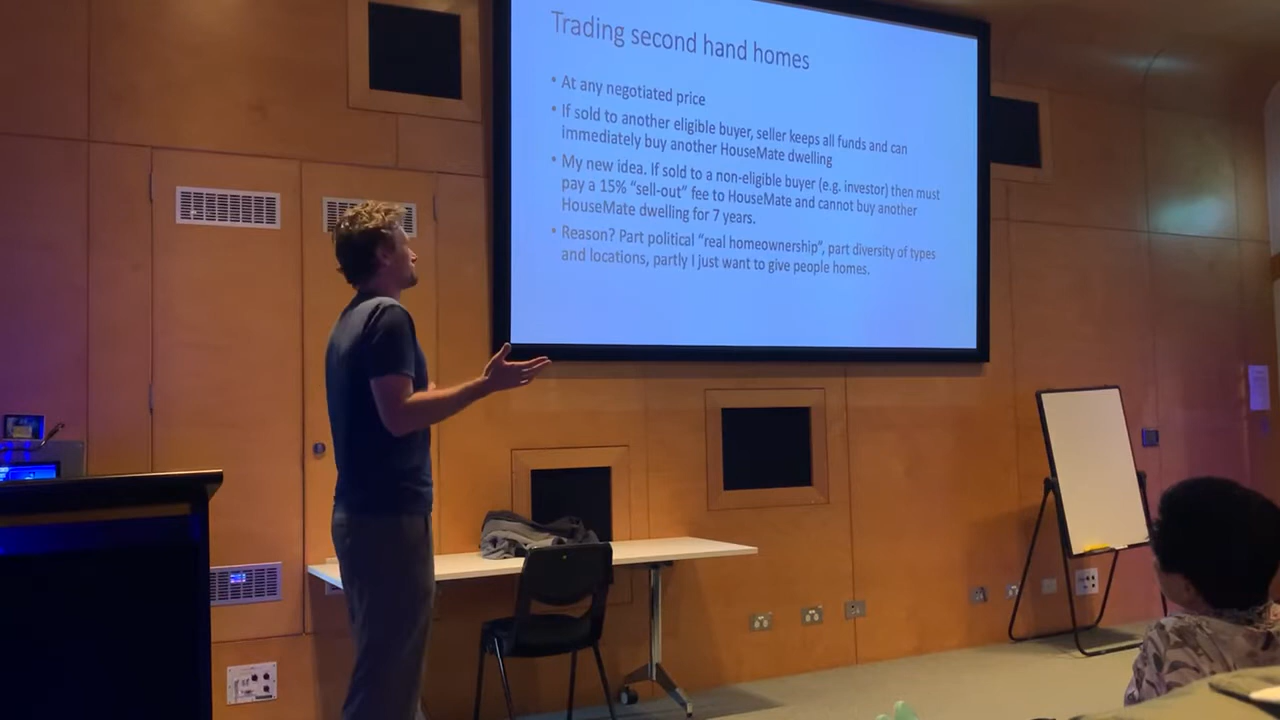 Trading second hand homes
• At any negotiated price
• If sold to another eligible buyer, seller keeps all funds and can
immediately buy another HouseMate dwelling
• My new idea. If sold to a non-eligible buyer (e.g. investor) then must
pay a 15% “sell-out” fee to HouseMate and cannot buy another
HouseMate dwelling for 7 years.
• Reason? Part political “real homeownership”, part diversity of types
and locations, partly I just want to give people homes.